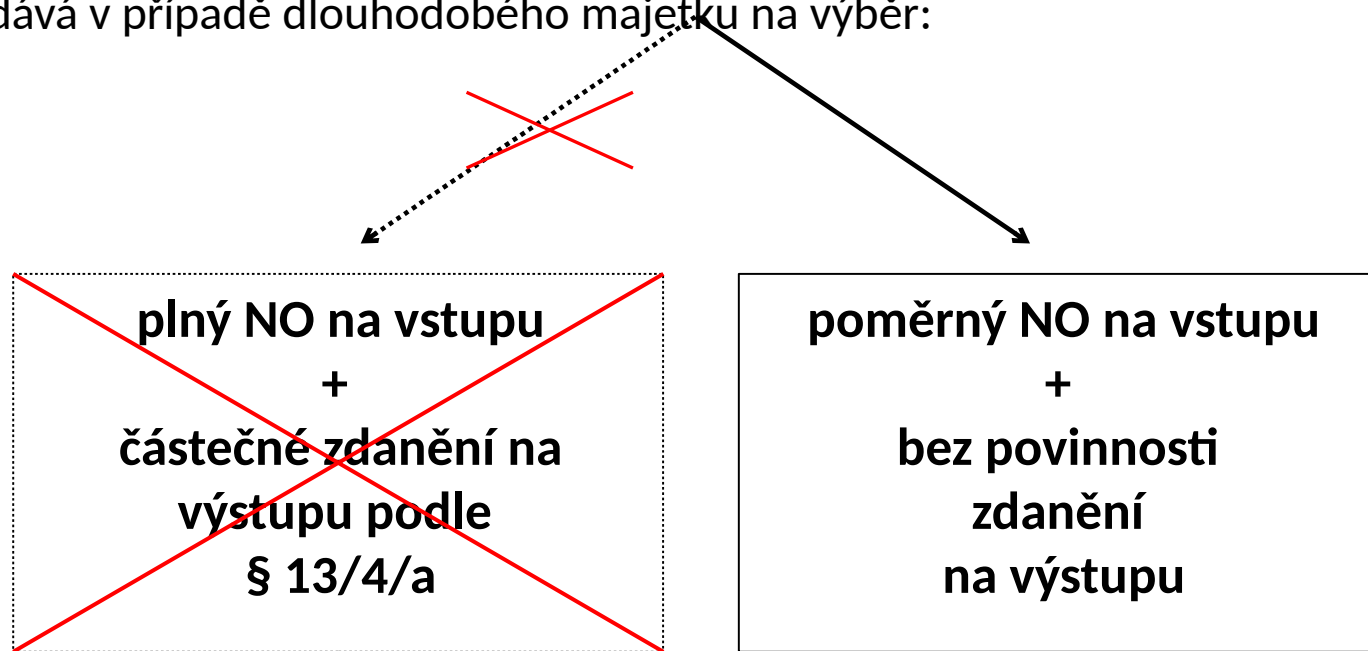 dává v případě dlouhodobého majetku na výběr:
plný NO na vstupu
+
částečné zdanění na
výstupu podle
§ 13/4/a
poměrný NO na vstupu
+
bez povinnosti
zdanění
na výstupu